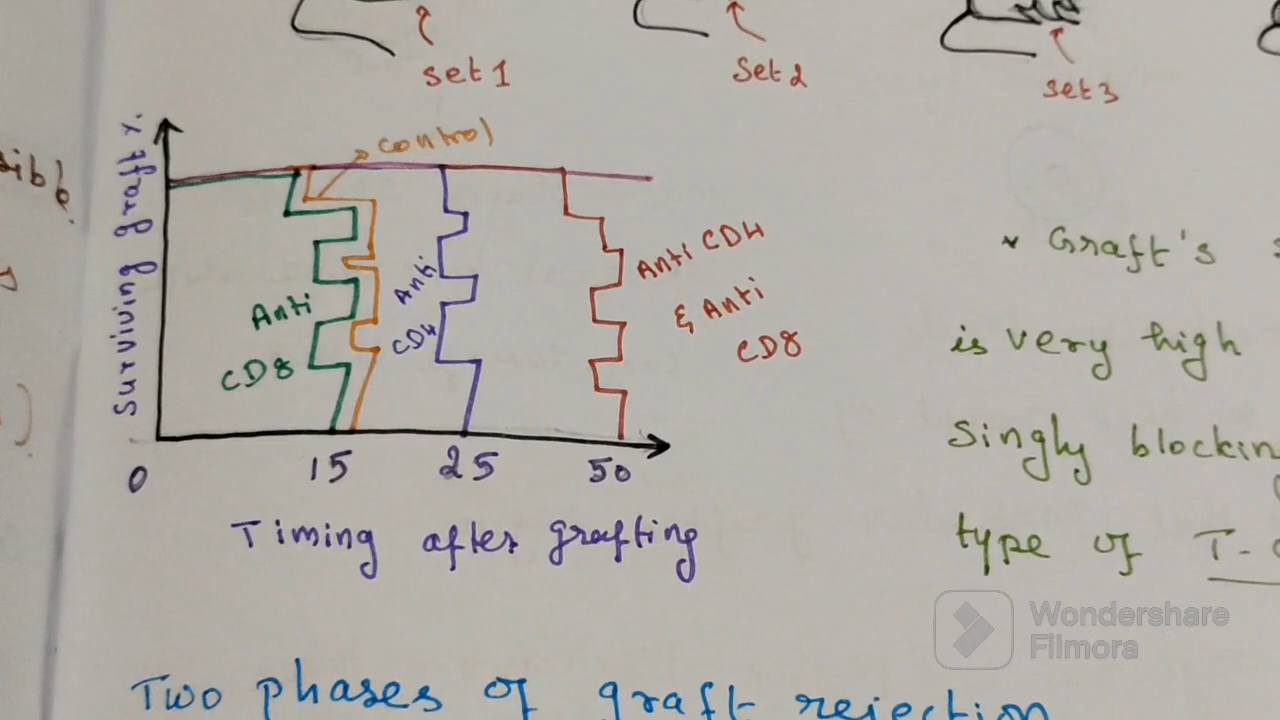 set 1
Set 2
set 3
control
Surviving graft %.
Anti
CD8
Anti
CD4
Anti CD4
& Anti
CD8
0
15
25
50
Timing after grafting
Graft's
is very high
Singly blockin
type of T-
Two phases of graft rejection
Wondershare
Filmora